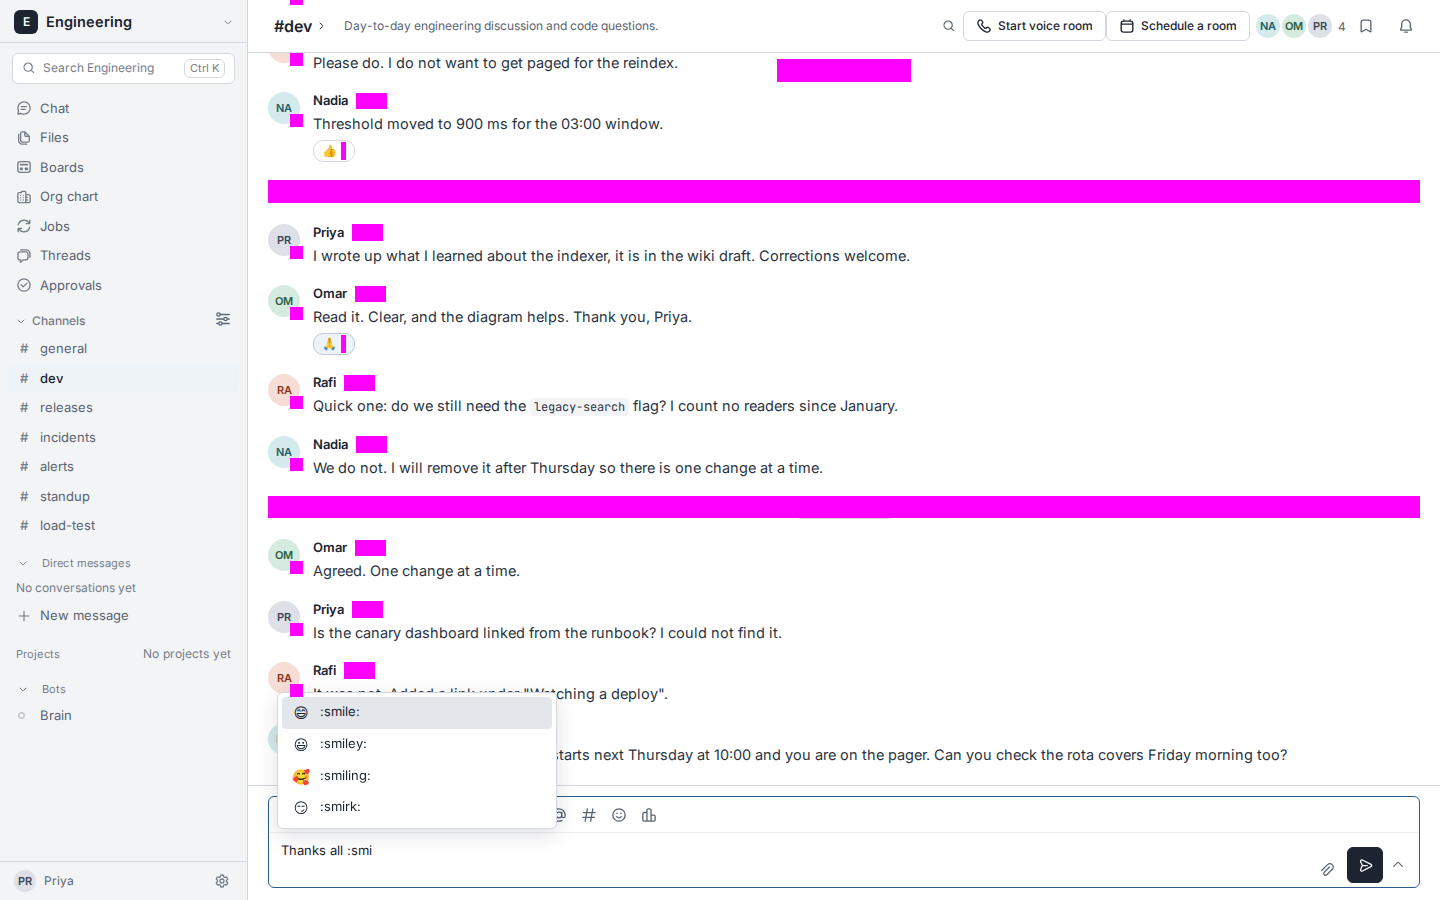 E Engineering
Search Engineering Ctrl K
Chat
Files
Boards
Org chart
Jobs
Threads
Approvals
Channels
# general
# dev
# releases
# incidents
# alerts
# standup
# load-test
Direct messages
No conversations yet
New message
Projects No projects yet
Bots
Brain
PR Priya
#dev
Day-to-day engineering discussion and code questions.
Start voice room
Schedule a room
NA OM PR 4
Please do. I do not want to get paged for the reindex.
NA Nadia
Threshold moved to 900 ms for the 03:00 window.
PR Priya
I wrote up what I learned about the indexer, it is in the wiki draft. Corrections welcome.
OM Omar
Read it. Clear, and the diagram helps. Thank you, Priya.
RA Rafi
Quick one: do we still need the legacy-search flag? I count no readers since January.
NA Nadia
We do not. I will remove it after Thursday so there is one change at a time.
OM Omar
Agreed. One change at a time.
PR Priya
Is the canary dashboard linked from the runbook? I could not find it.
RA Rafi
It was not. Added a link under "Watching a deploy".
starts next Thursday at 10:00 and you are on the pager. Can you check the rota covers Friday morning too?
:smile:
:smiley:
:smiling:
:smirk:
Thanks all :smi